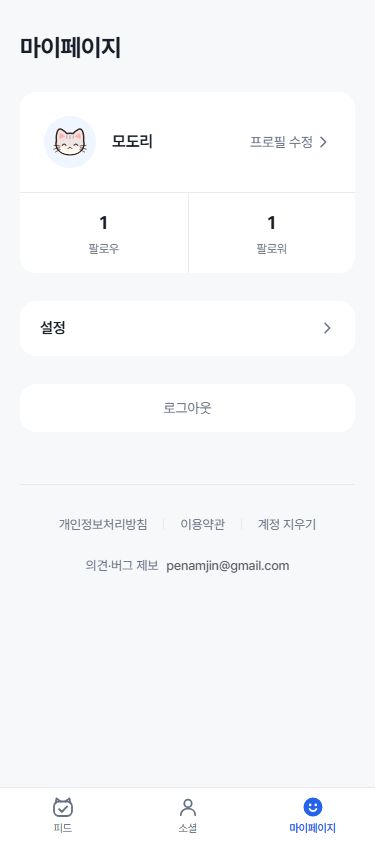 마이페이지
모도리
프로필 수정
1
팔로우
1
팔로워
설정
로그아웃
개인정보처리방침
이용약관
계정 지우기
의견·버그 제보 penamjin@gmail.com
피드
소셜
마이페이지